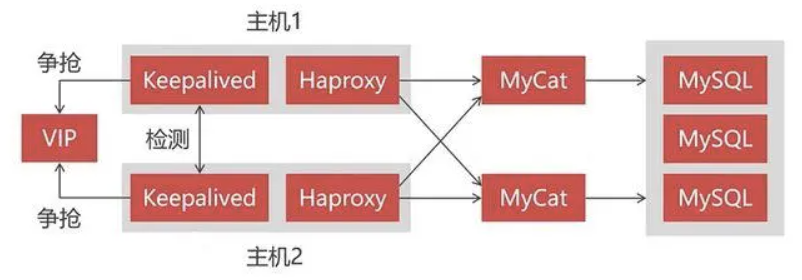 主机1
争抢
Keepalived
Haproxy
MyCat
MySQL
VIP
检测
MySQL
Keepalived
Haproxy
MyCat
MySQL
争抢
主机2